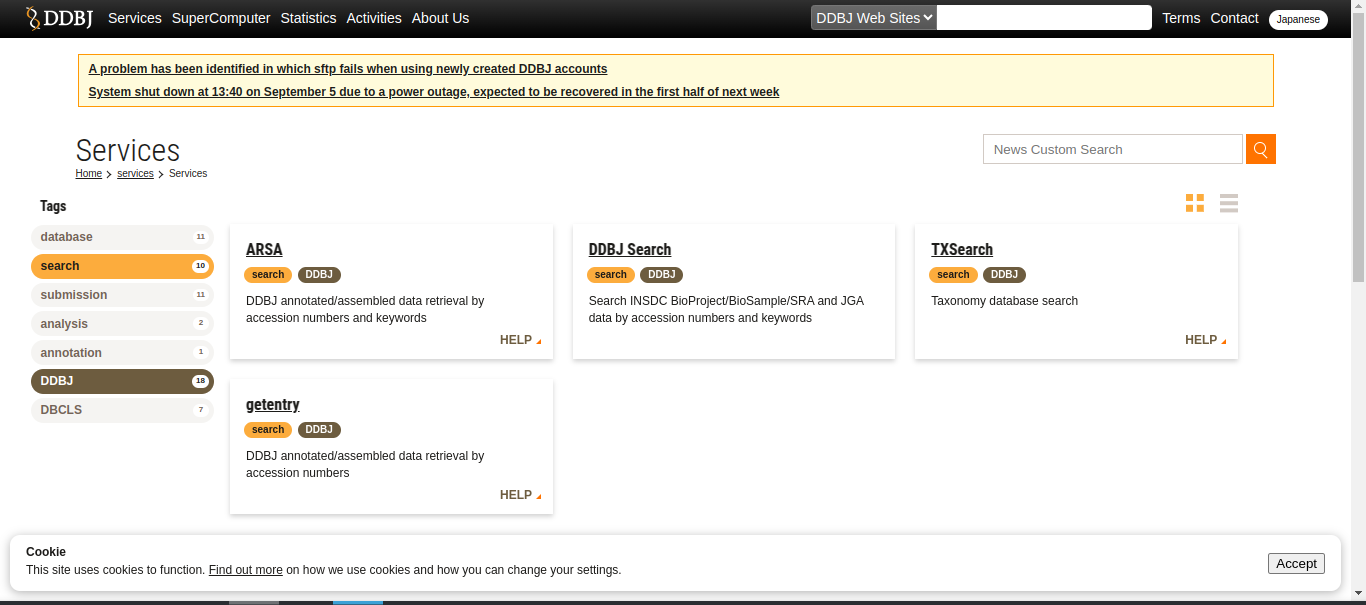 DDBJ Services SuperComputer Statistics Activities About Us DDBJ Web Sites Terms Contact Japanese
A problem has been identified in which sftp fails when using newly created DDBJ accounts
System shut down at 13:40 on September 5 due to a power outage, expected to be recovered in the first half of next week
Services
News Custom Search
Home services Services
Tags
database 11
search 10
submission 11
analysis 2
annotation 1
DDBJ 18
DBCLS 7
ARSA
search DDBJ
DDBJ annotated/assembled data retrieval by
accession numbers and keywords
HELP
DDBJ Search
search DDBJ
Search INSDC BioProject/BioSample/SRA and JGA
data by accession numbers and keywords
TXSearch
search DDBJ
Taxonomy database search
HELP
getentry
search DDBJ
DDBJ annotated/assembled data retrieval by
accession numbers
HELP
Cookie
This site uses cookies to function. Find out more on how we use cookies and how you can change your settings.
Accept